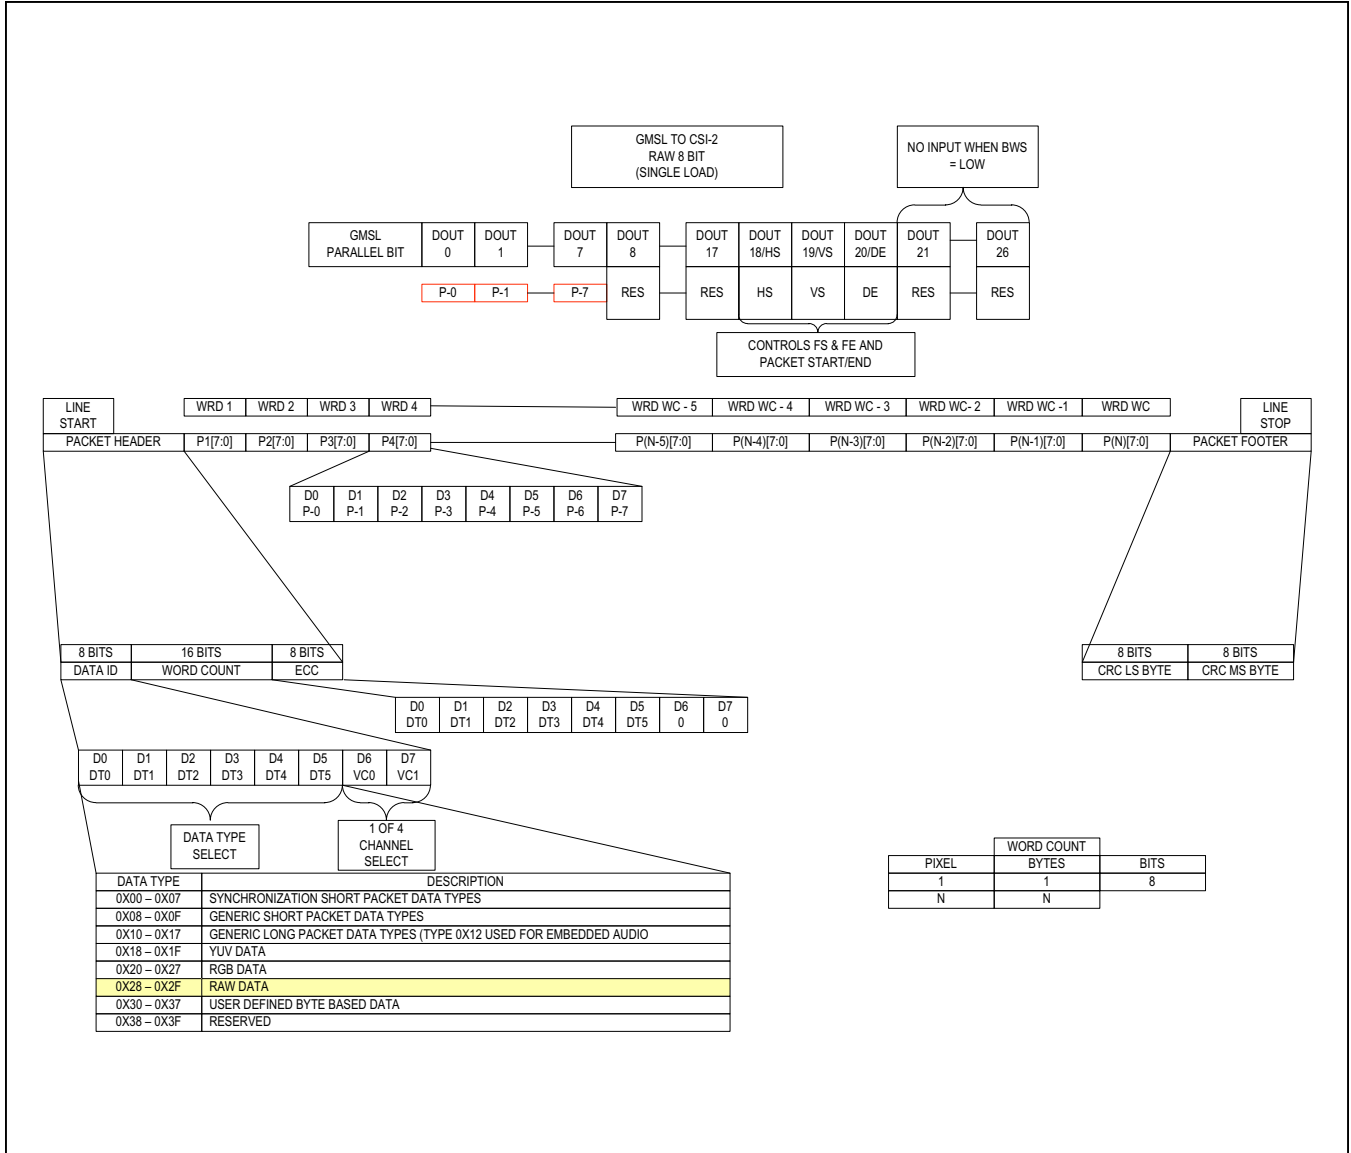 GMSL TO CSI-2
RAW 8 BIT
(SINGLE LOAD)
NO INPUT WHEN BWS
= LOW
GMSL
PARALLEL BIT
DOUT
0
DOUT
1
DOUT
7
DOUT
8
DOUT
17
DOUT
18/HS
DOUT
19/VS
DOUT
20/DE
DOUT
21
DOUT
26
P-0 P-1 P-7 RES RES HS VS DE RES RES
CONTROLS FS & FE AND
PACKET START/END
LINE
START
WRD 1 WRD 2 WRD 3 WRD 4 WRD WC - 5 WRD WC - 4 WRD WC - 3 WRD WC- 2 WRD WC -1 WRD WC
LINE
STOP
PACKET HEADER P1[7:0] P2[7:0] P3[7:0] P4[7:0] P(N-5)[7:0] P(N-4)[7:0] P(N-3)[7:0] P(N-2)[7:0] P(N-1)[7:0] P(N)[7:0] PACKET FOOTER
D0 D1 D2 D3 D4 D5 D6 D7
P-0 P-1 P-2 P-3 P-4 P-5 P-6 P-7
8 BITS 16 BITS 8 BITS
DATA ID WORD COUNT ECC
8 BITS 8 BITS
CRC LS BYTE CRC MS BYTE
D0 D1 D2 D3 D4 D5 D6 D7
DT0 DT1 DT2 DT3 DT4 DT5 0 0
D0 D1 D2 D3 D4 D5 D6 D7
DT0 DT1 DT2 DT3 DT4 DT5 VC0 VC1
DATA TYPE
SELECT
1 OF 4
CHANNEL
SELECT
WORD COUNT
PIXEL BYTES BITS
1 1 8
N N
DATA TYPE DESCRIPTION
0X00 – 0X07 SYNCHRONIZATION SHORT PACKET DATA TYPES
0X08 – 0X0F GENERIC SHORT PACKET DATA TYPES
0X10 – 0X17 GENERIC LONG PACKET DATA TYPES (TYPE 0X12 USED FOR EMBEDDED AUDIO
0X18 – 0X1F YUV DATA
0X20 – 0X27 RGB DATA
0X28 – 0X2F RAW DATA
0X30 – 0X37 USER DEFINED BYTE BASED DATA
0X38 – 0X3F RESERVED